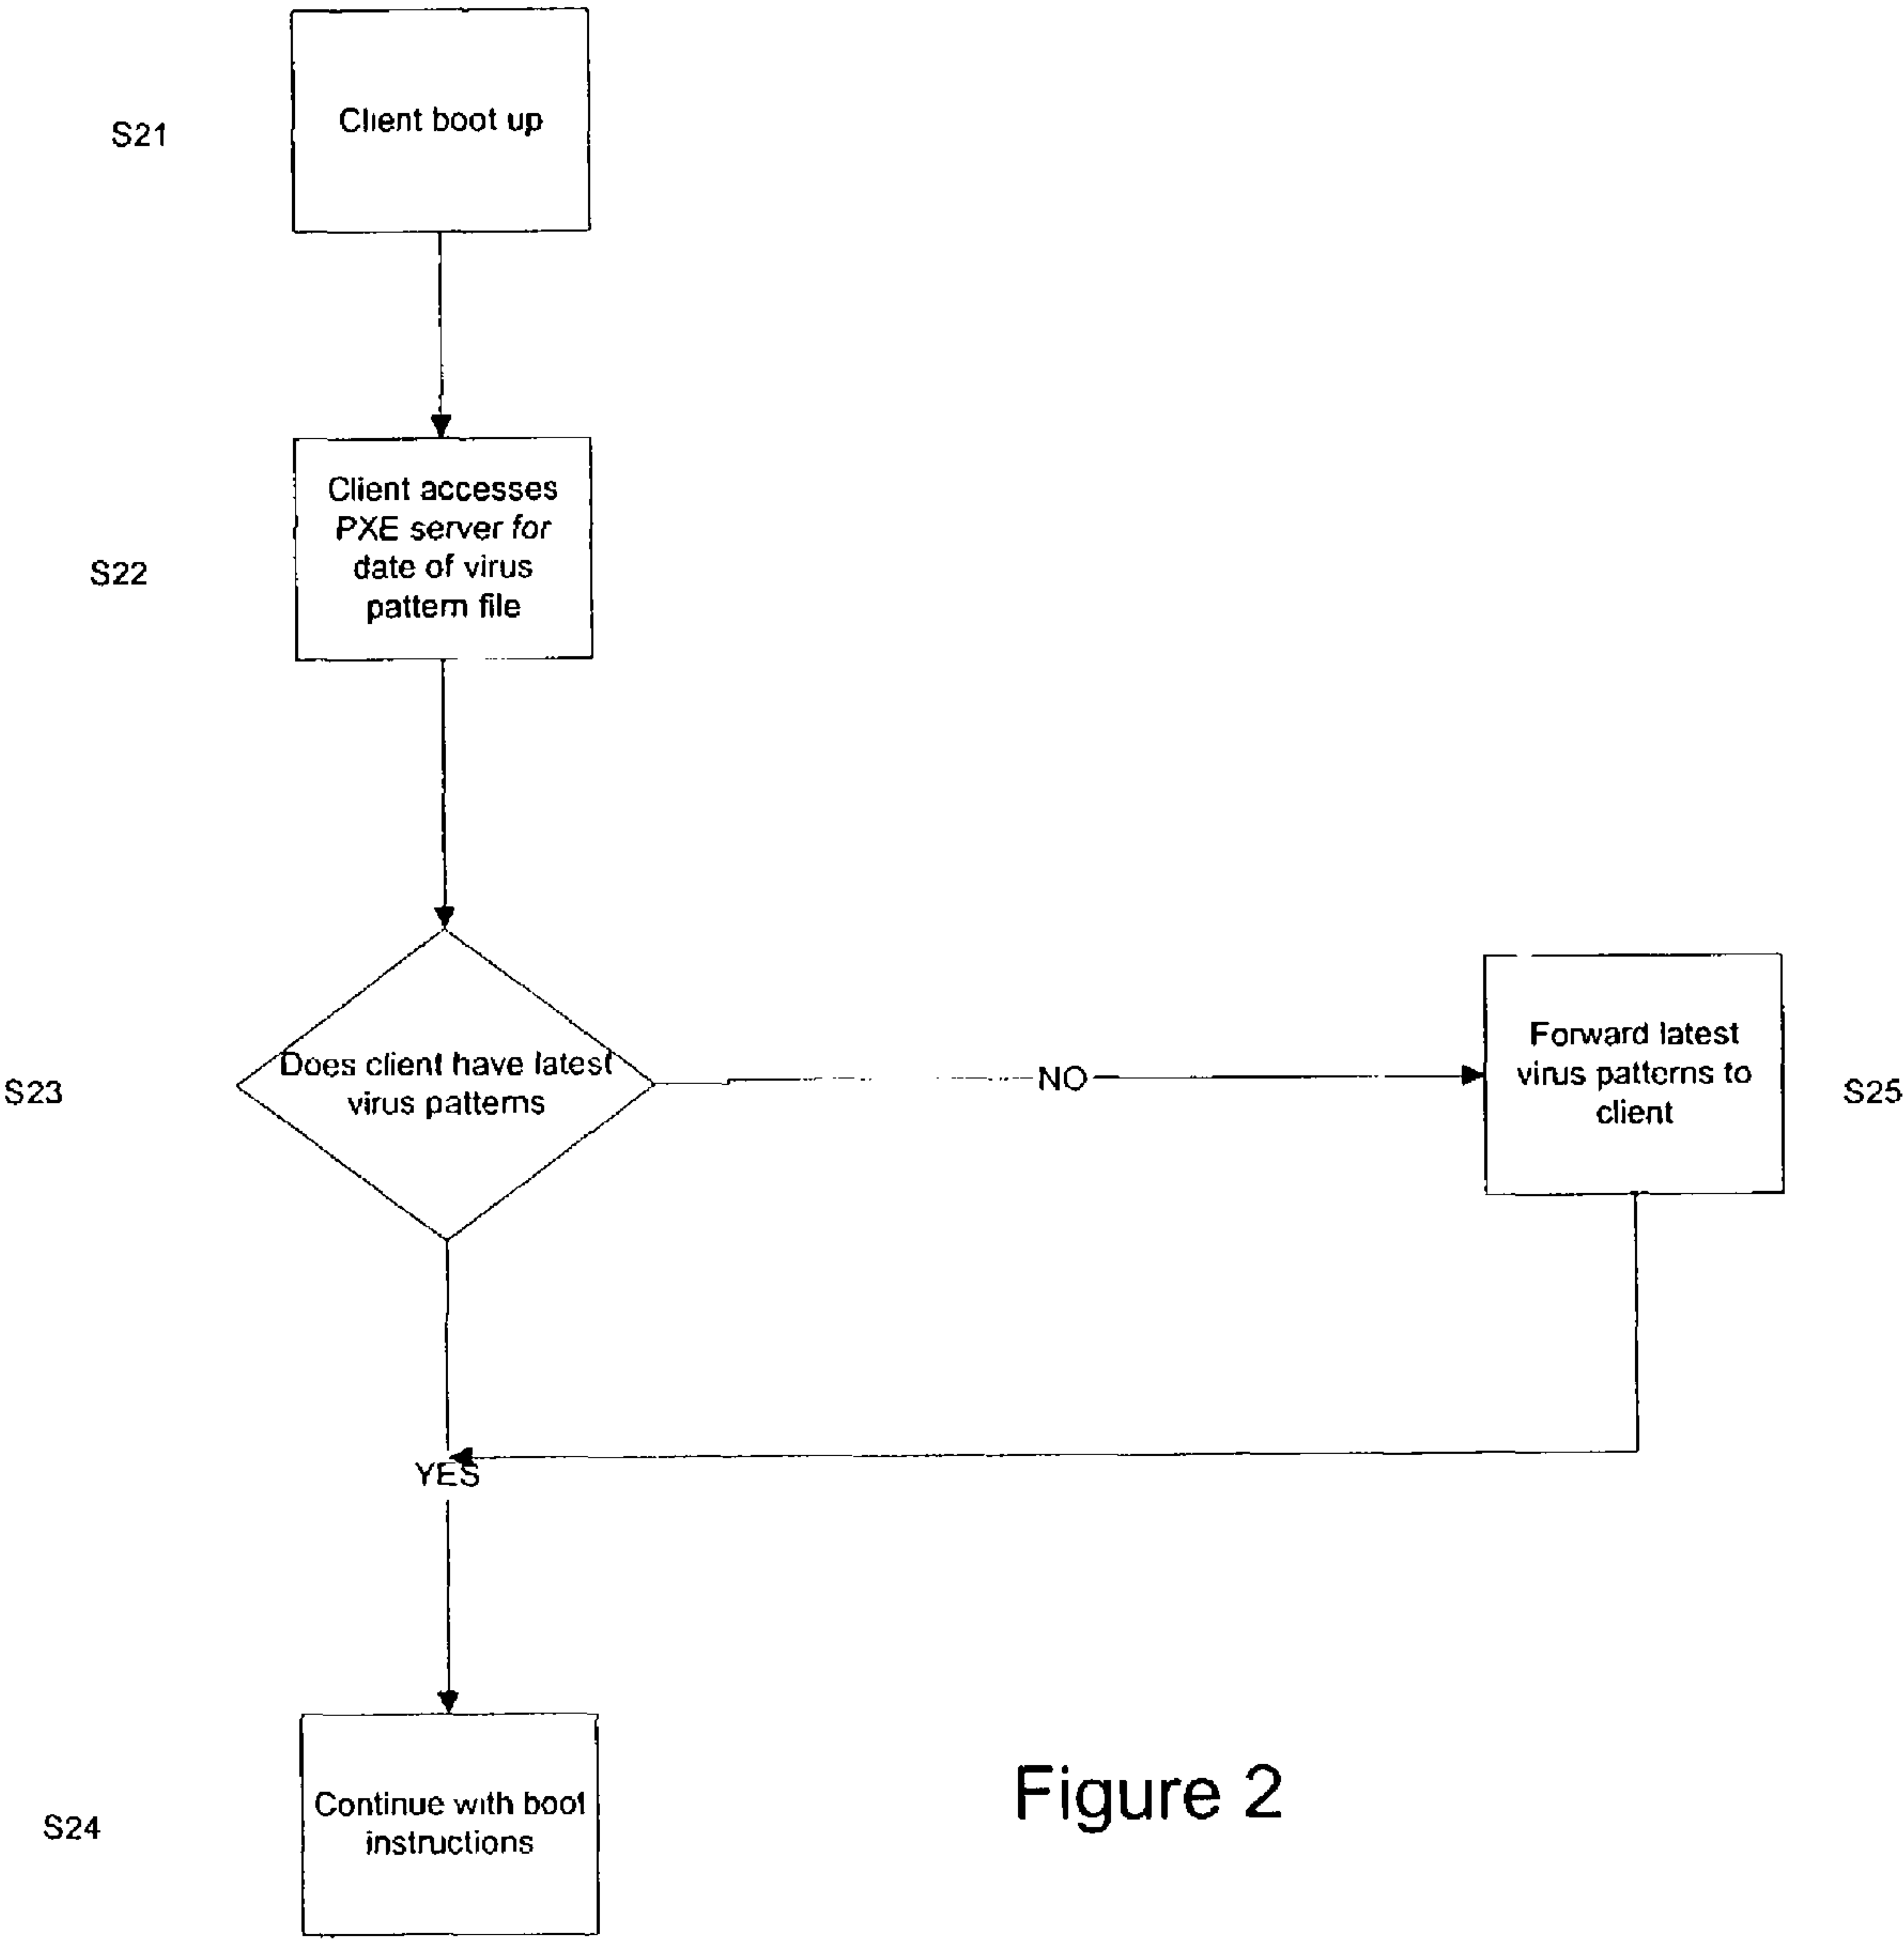 S21
Client boot up
S22
Client accesses
PXE server for
date of virus
pattern file
S23
Does client have latest
virus patterns
NO
Forward latest
virus patterns to
client
S25
YES
S24
Continue with boot
instructions
Figure 2